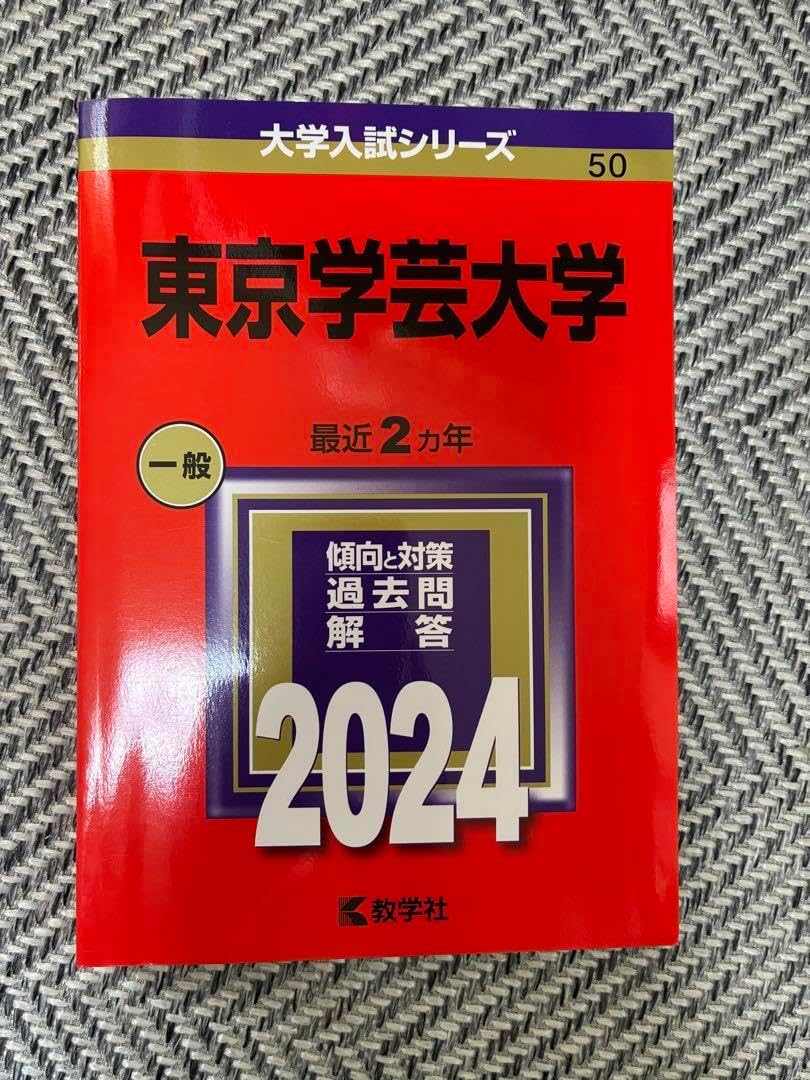 大学入試シリーズ
50
東京学芸大学
最近2カ年
一般
傾向と対策
過去問
解答
2024
教学社